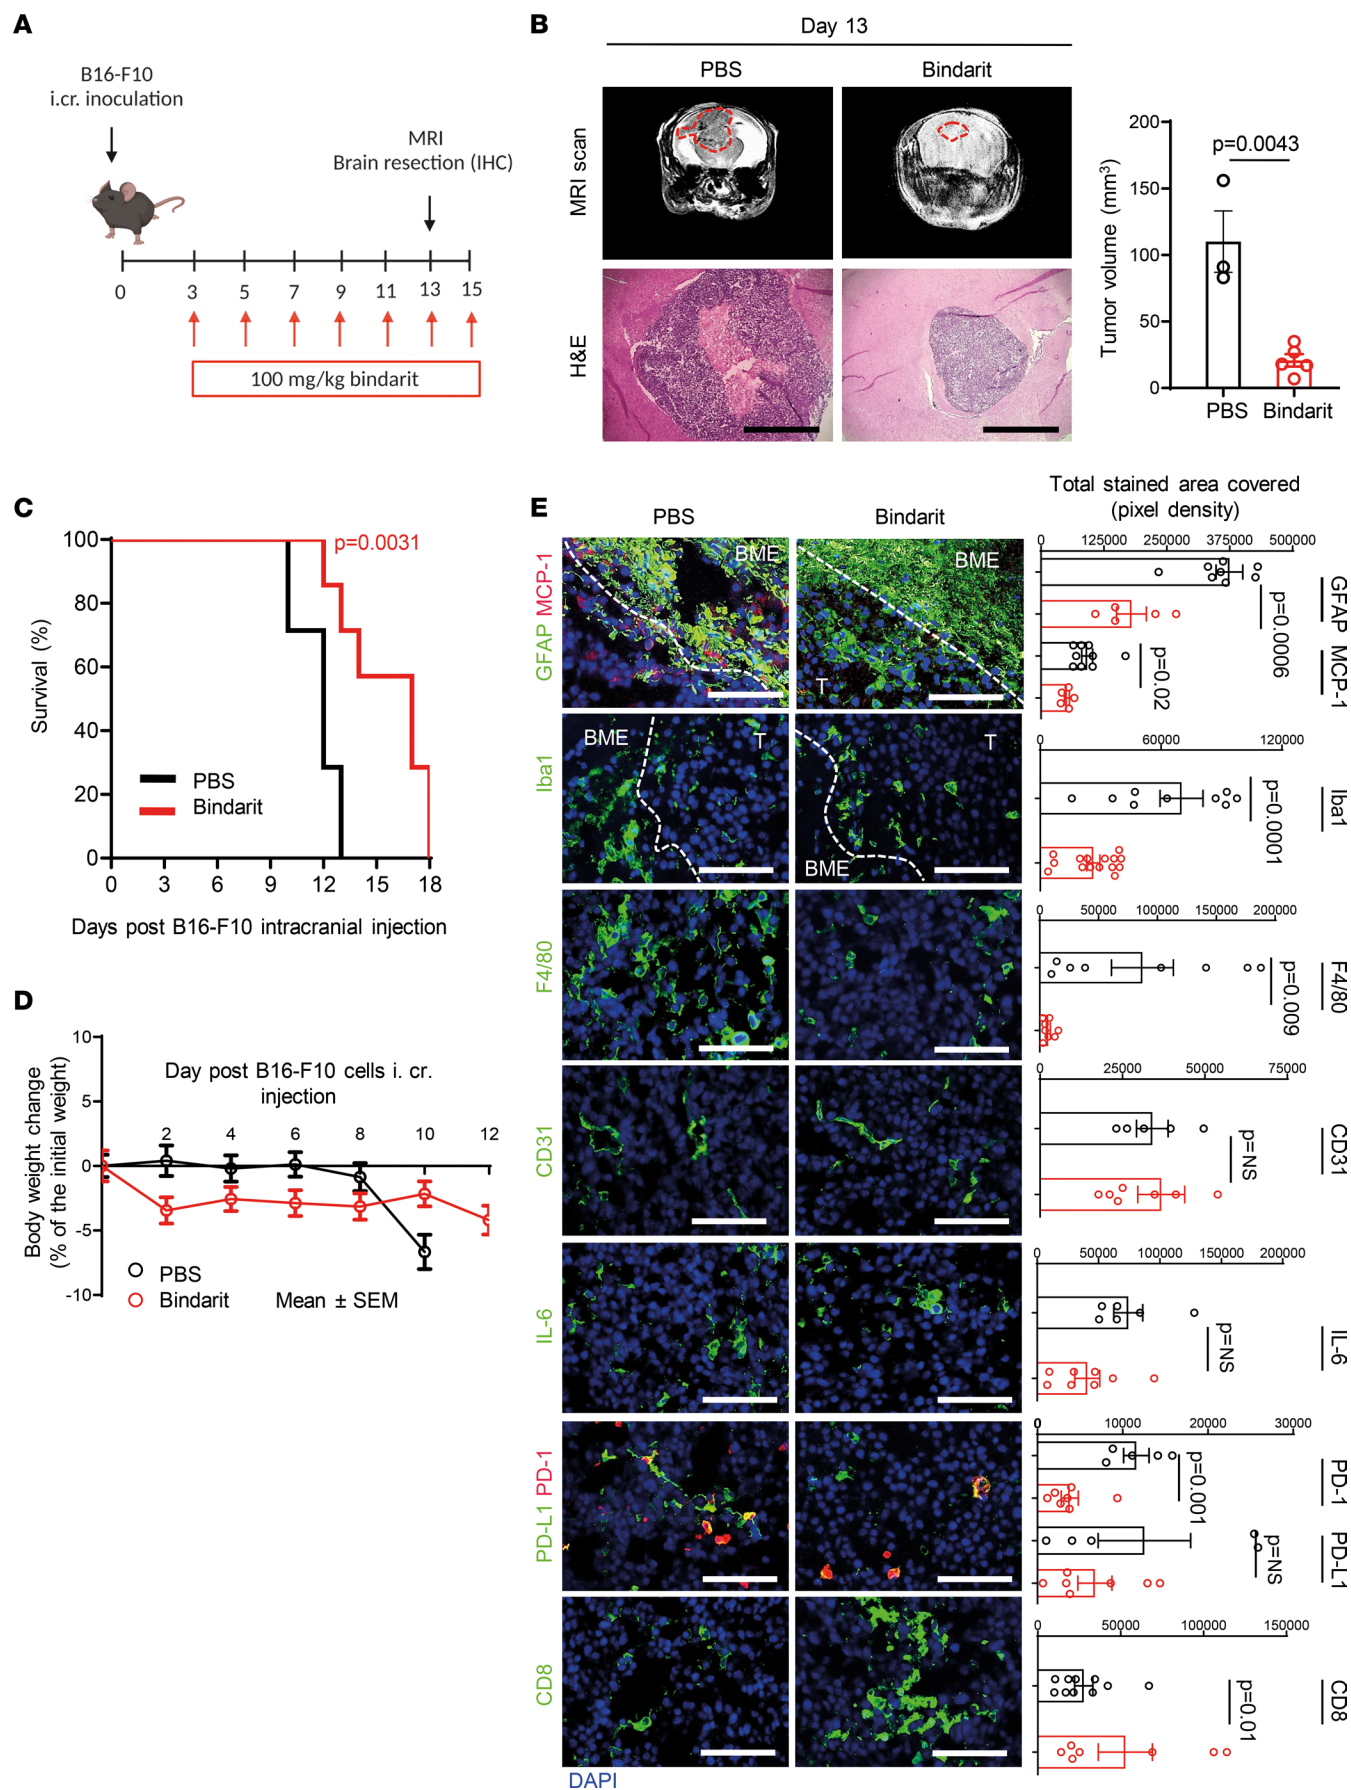 A
B16-F10
i.cr. inoculation
MRI
Brain resection (IHC)
0 3 5 7 9 11 13 15
100 mg/kg bindarit
B
Day 13
PBS Bindarit
MRI scan
H&E
Tumor volume (mm³)
200
150
100
50
0
p=0.0043
PBS Bindarit
C
Survival (%)
100
80
60
40
20
0
p=0.0031
PBS
Bindarit
0 3 6 9 12 15 18
Days post B16-F10 intracranial injection
D
Body weight change
(% of the initial weight)
10
5
0
-5
-10
Day post B16-F10 cells i. cr.
injection
2 4 6 8 10 12
PBS
Bindarit
Mean ± SEM
E
PBS Bindarit
Total stained area covered
(pixel density)
GFAP MCP-1
BME
BME
T
0 125000 2500000 3750000 5000000
p=0.0006
p=0.02
GFAP MCP-1
Iba1
BME T
T
BME
0 60000 120000
p=0.0001
Iba1
F4/80
0 50000 100000 150000 200000
p=0.009
F4/80
CD31
0 25000 50000 75000
p=NS
CD31
IL-6
0 50000 100000 150000 200000
p=NS
IL-6
PD-L1 PD-1
0 10000 20000 30000
p=0.001
p=NS
PD-1 PD-L1
CD8
0 50000 100000 150000
p=0.01
CD8
DAPI